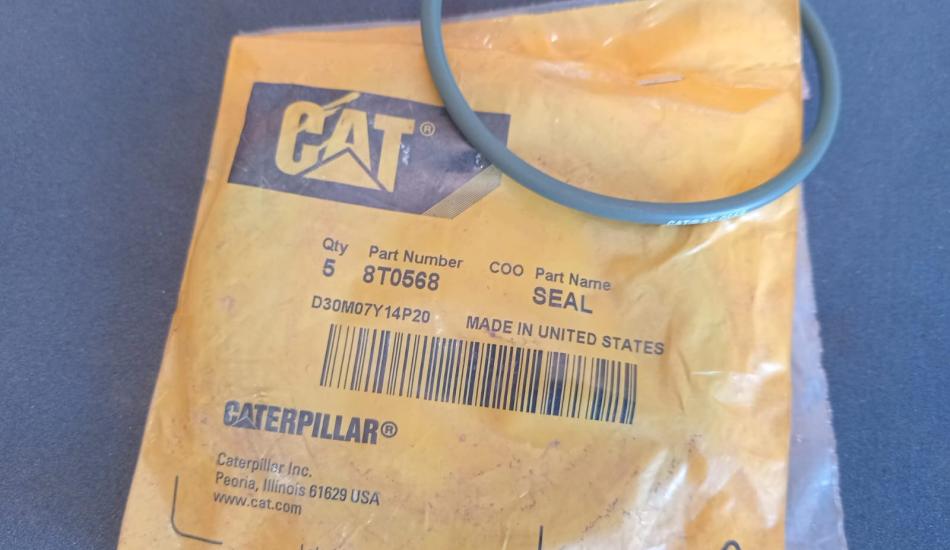 CAT®
Qty Part Number COO Part Name
5 8T0568 SEAL
D30M07Y14P20 MADE IN UNITED STATES
CATERPILLAR®
Caterpillar Inc.
Peoria, Illinois 61629 USA
www.cat.com